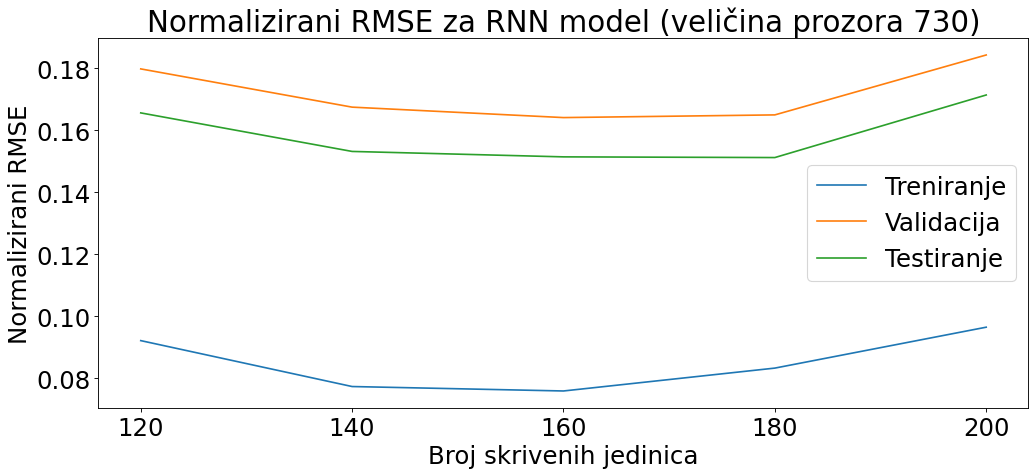 Normalizirani RMSE za RNN model (veličina prozora 730)
Normalizirani RMSE
0.18
0.16
0.14
0.12
0.10
0.08
Treniranje
Validacija
Testiranje
120 140 160 180 200
Broj skrivenih jedinica